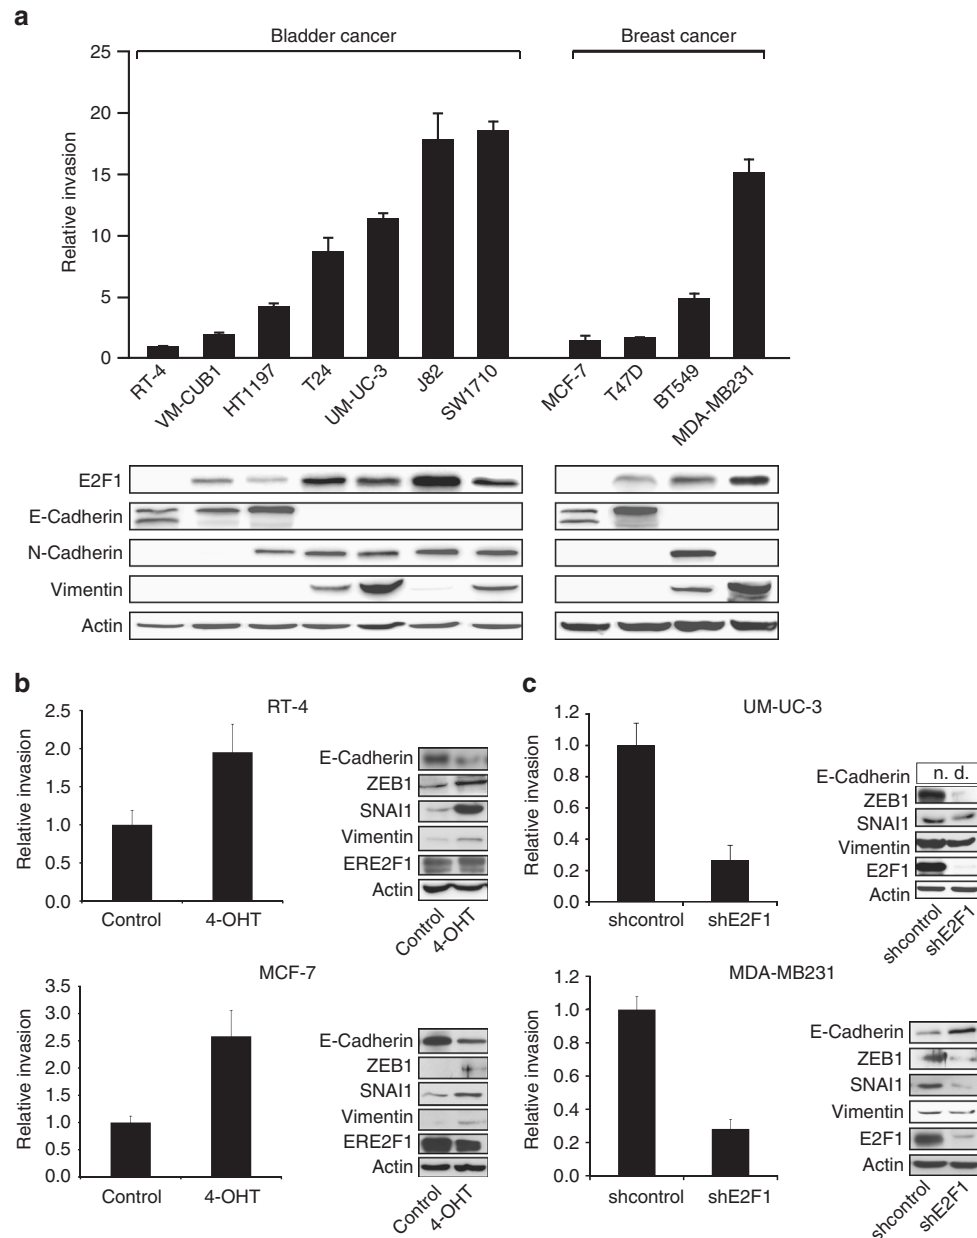 a
Bladder cancer
Breast cancer
Relative invasion
25
20
15
10
5
0
RT-4
VM-CUB1
HT1197
T24
UM-UC-3
J82
SW1710
MCF-7
T47D
BT549
MDA-MB231
E2F1
E-Cadherin
N-Cadherin
Vimentin
Actin
b
RT-4
Relative invasion
2.5
2.0
1.5
1.0
0.5
0.0
Control
4-OHT
E-Cadherin
ZEB1
SNAI1
Vimentin
ERE2F1
Actin
Control
4-OHT
MCF-7
Relative invasion
3.5
3.0
2.5
2.0
1.5
1.0
0.5
0.0
Control
4-OHT
E-Cadherin
ZEB1
SNAI1
Vimentin
ERE2F1
Actin
Control
4-OHT
c
UM-UC-3
Relative invasion
1.2
1.0
0.8
0.6
0.4
0.2
0.0
shcontrol
shE2F1
E-Cadherin
n. d.
ZEB1
SNAI1
Vimentin
E2F1
Actin
shcontrol
shE2F1
MDA-MB231
Relative invasion
1.2
1.0
0.8
0.6
0.4
0.2
0.0
shcontrol
shE2F1
E-Cadherin
ZEB1
SNAI1
Vimentin
E2F1
Actin
shcontrol
shE2F1